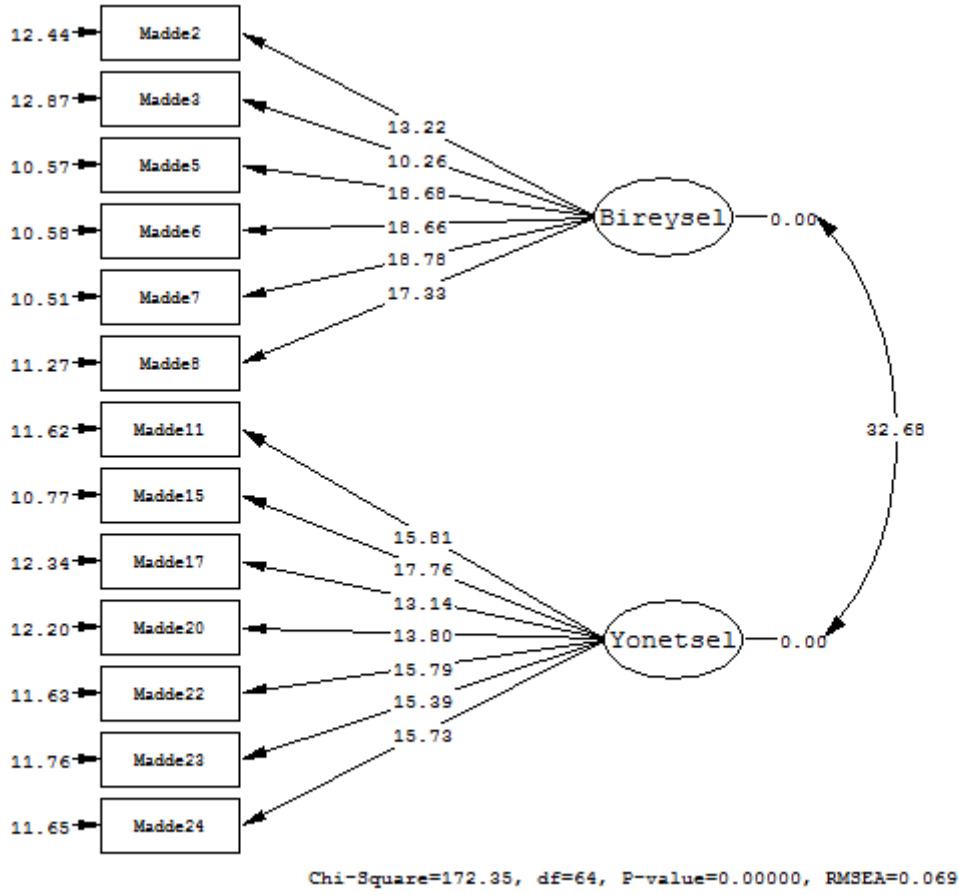 12.44 Madde2
12.87 Madde3
10.57 Madde5
10.58 Madde6
10.51 Madde7
11.27 Madde8
11.62 Madde11
10.77 Madde15
12.34 Madde17
12.20 Madde20
11.63 Madde22
11.76 Madde23
11.65 Madde24
13.22
10.26
18.68
18.66
18.78
17.33
Bireysel 0.00
32.68
15.81
17.76
13.14
13.80
15.79
15.39
15.73
Yonetsel 0.00
Chi-Square=172.35, df=64, P-value=0.00000, RMSEA=0.069